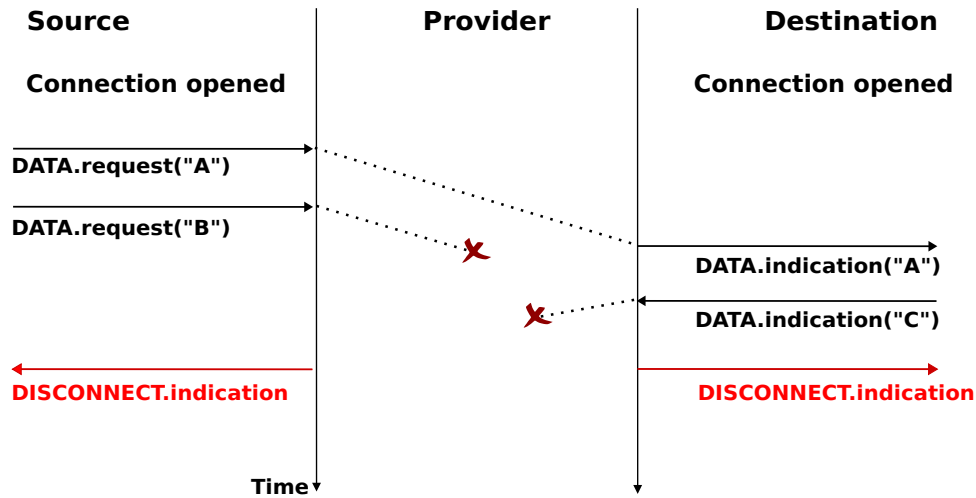 Source Provider Destination
Connection opened Connection opened
DATA.request("A")
DATA.request("B")
DATA.indication("A")
DATA.indication("C")
DISCONNECT.indication DISCONNECT.indication
Time